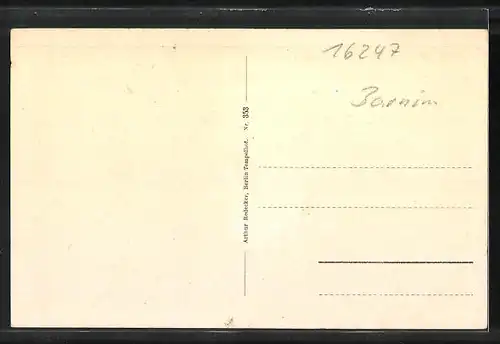 16247
Barnim
Arthur Redecker, Berlin-Tempelhof. Nr. 353